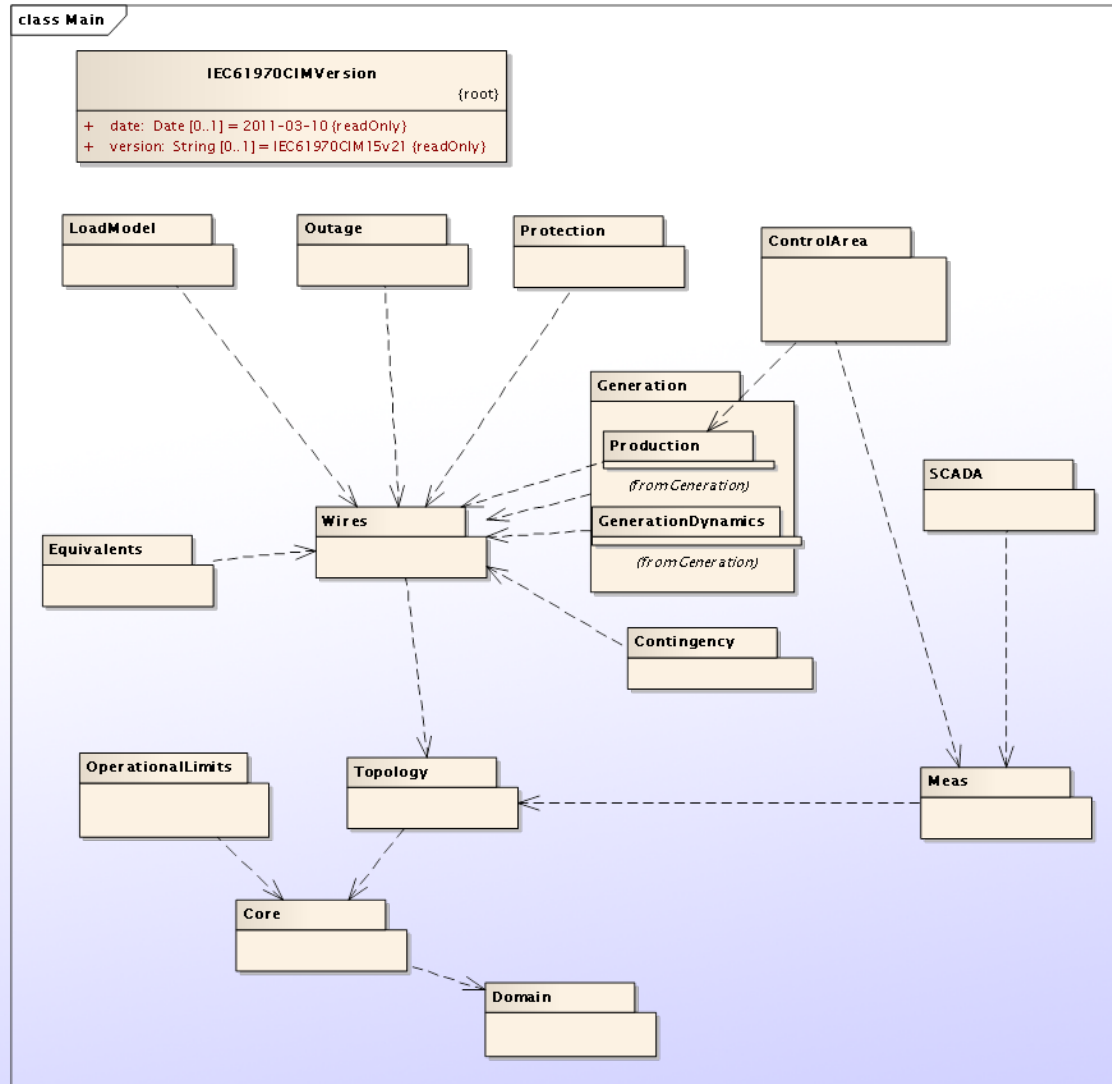 class Main
IEC61970CIMVersion
{root}
+ date: Date [0..1] = 2011-03-10 {readOnly}
+ version: String [0..1] = IEC61970CIM15v21 {readOnly}
LoadModel
Outage
Protection
ControlArea
Generation
Production
(from Generation)
SCADA
Wires
GenerationDynamics
(from Generation)
Equivalents
Contingency
OperationalLimits
Topology
Meas
Core
Domain